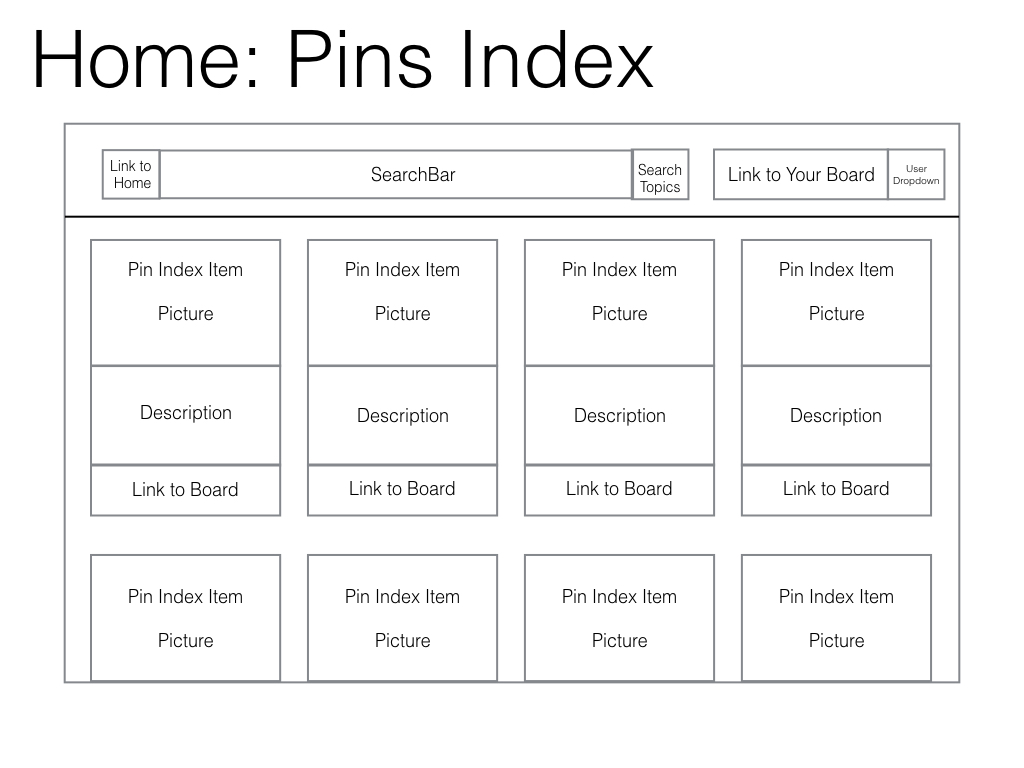 Home: Pins Index
Link to
Home
SearchBar
Search
Topics
Link to Your Board
User
Dropdown
Pin Index Item
Picture
Description
Link to Board
Pin Index Item
Picture
Description
Link to Board
Pin Index Item
Picture
Description
Link to Board
Pin Index Item
Picture
Description
Link to Board
Pin Index Item
Picture
Pin Index Item
Picture
Pin Index Item
Picture
Pin Index Item
Picture